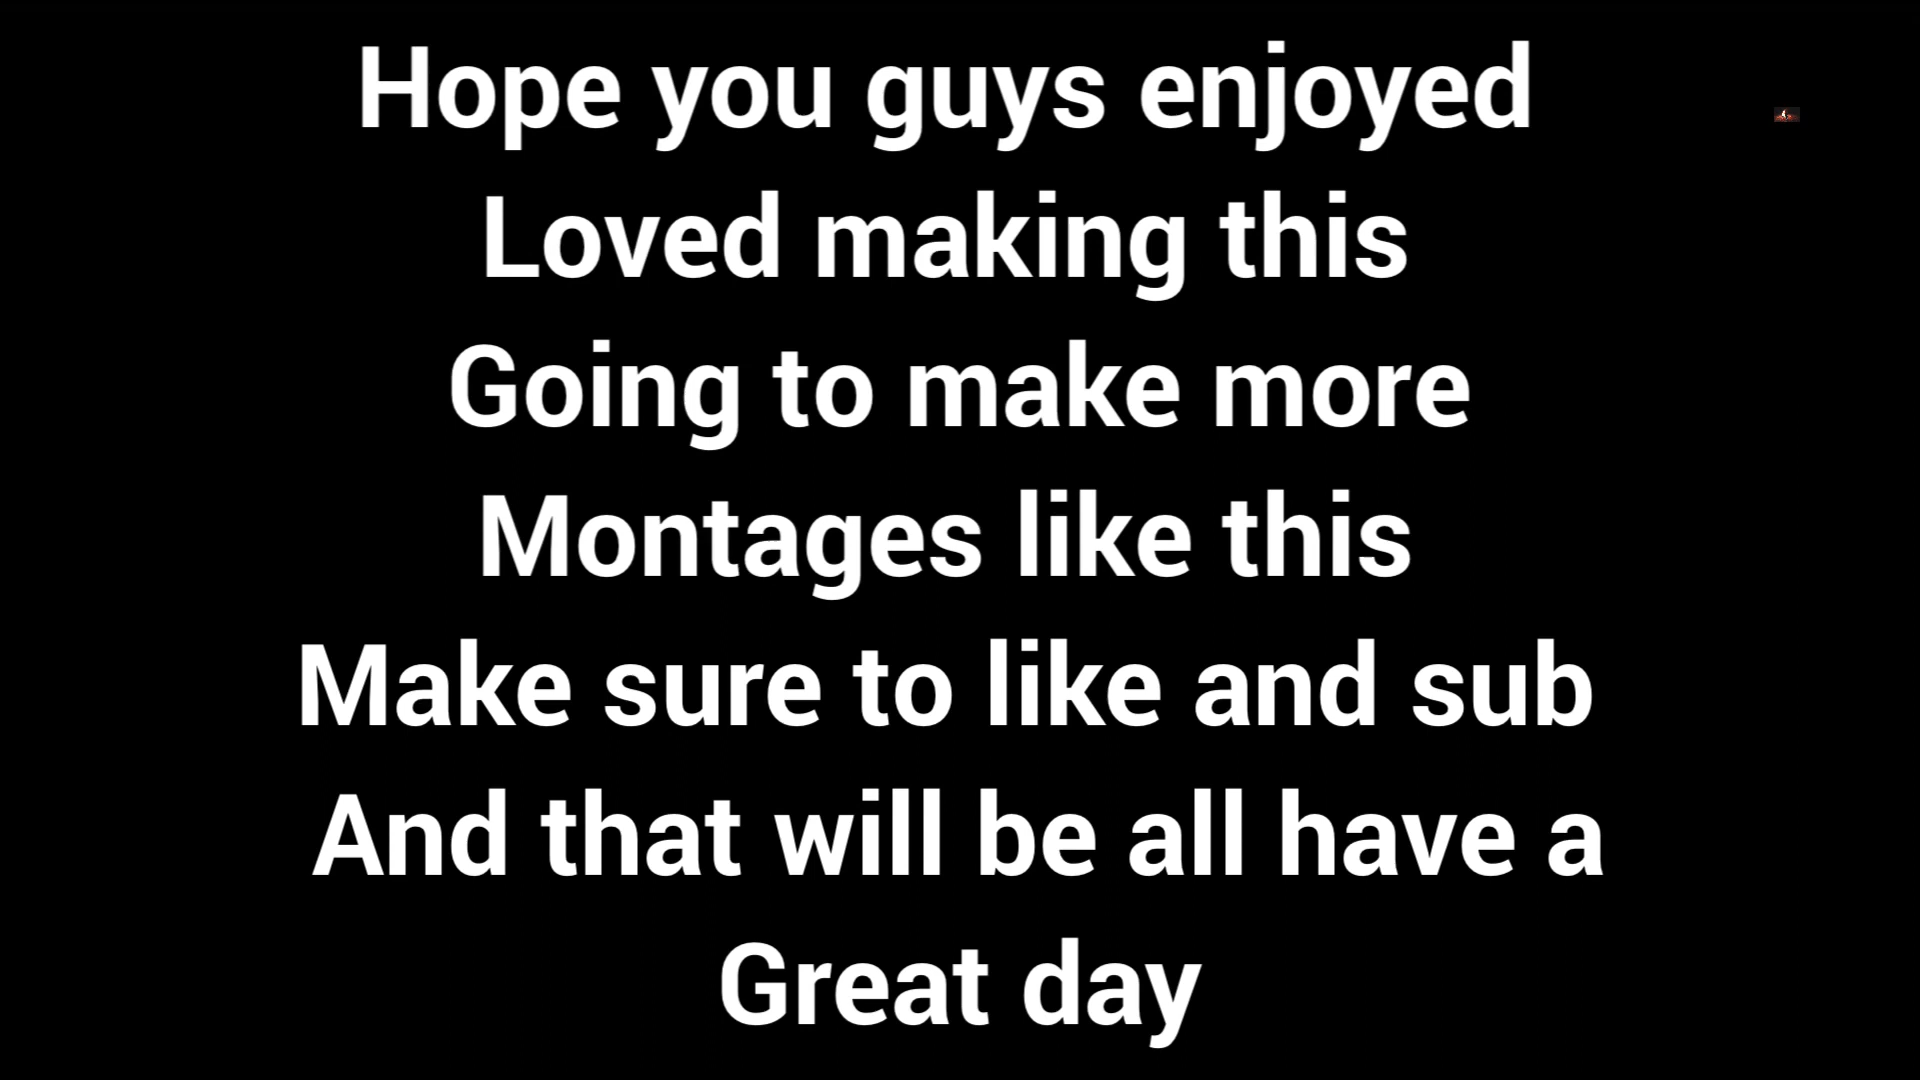 Hope you guys enjoyed
Loved making this
Going to make more
Montages like this
Make sure to like and sub
And that will be all have a
Great day